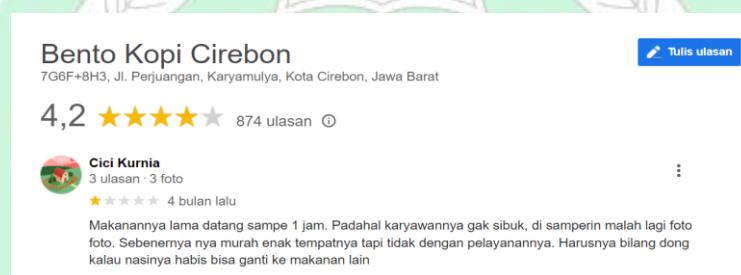 Bento Kopi Cirebon
Tulis ulasan
7G6F+8H3, Jl. Perjuangan, Karyamulya, Kota Cirebon, Jawa Barat
4,2 874 ulasan
Cici Kurnia
3 ulasan · 3 foto
4 bulan lalu
Makanannya lama datang sampe 1 jam. Padahal karyawannya gak sibuk, di samperin malah lagi foto
foto. Sebenernya nya murah enak tempatnya tapi tidak dengan pelayanannya. Harusnya bilang dong
kalau nasinya habis bisa ganti ke makanan lain